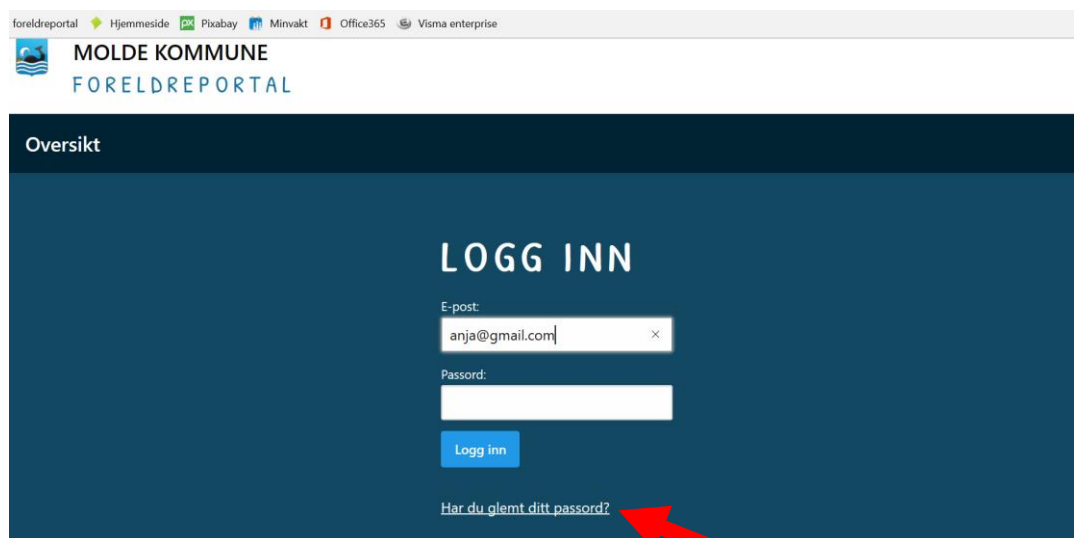 foreldreportal Hjemmeside PX Pixabay Minvakt Office365 Visma enterprise
MOLDE KOMMUNE
FORELDREPORTAL
Oversikt
LOGG INN
E-post:
anja@gmail.com
Passord:
Logg inn
Har du glemt ditt passord?